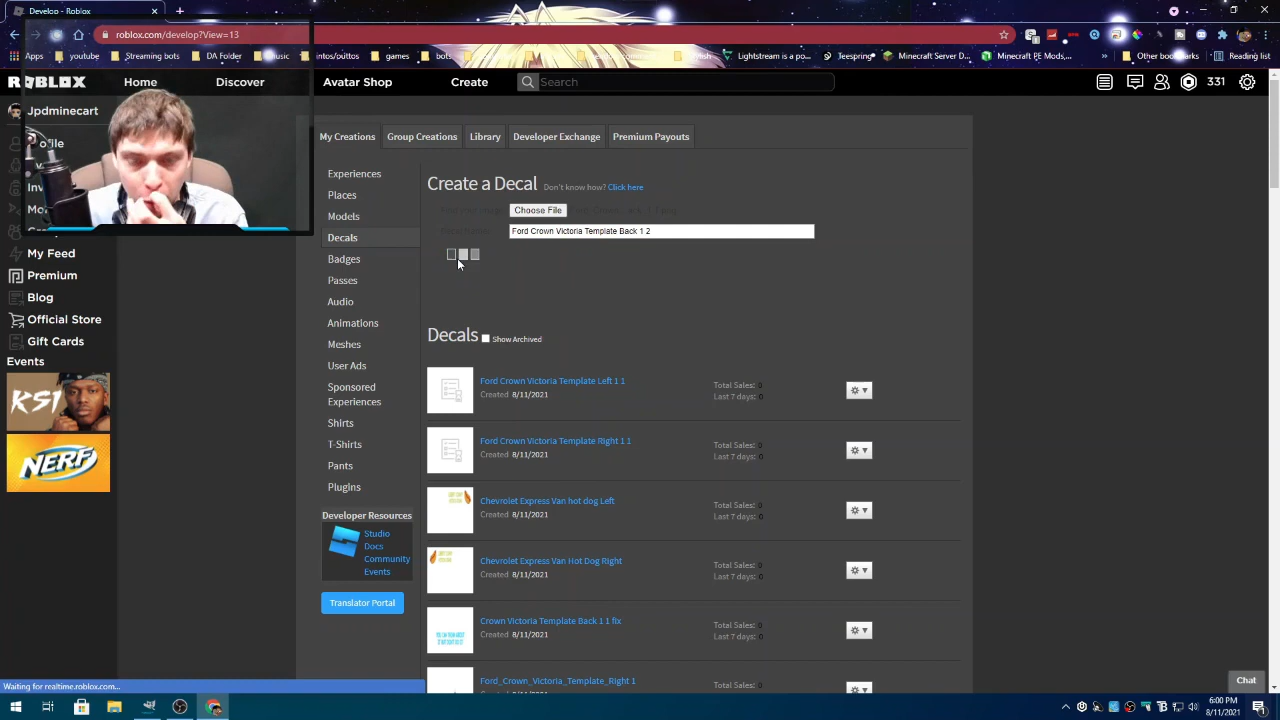 Develop - Roblox
roblox.com/develop?View=13
Apps
youtube
Streaming bots
DA Folder
music
intos/outtos
games
bots
Lightstream is a pro...
Teespring
Minecraft Server D...
Minecraft PE Maps,...
Other bookmarks
Reading list
ROBLOX
Home
Discover
Avatar Shop
Create
Search
331
Jpdminecart
My Feed
Premium
Blog
Official Store
Gift Cards
Events
KS1
NERF
My Creations
Group Creations
Library
Developer Exchange
Premium Payouts
Experiences
Places
Models
Decals
Badges
Passes
Audio
Animations
Meshes
User Ads
Sponsored
Experiences
Shirts
T-Shirts
Pants
Plugins
Developer Resources
Studio
Docs
Community
Events
Translator Portal
Create a Decal Don't know how? Click here
Choose File
Ford Crown Victoria Template Back 1 2
Decals Show Archived
Ford Crown Victoria Template Left 1 1
Created 8/11/2021
Total Sales: 0
Last 7 days: 0
Ford Crown Victoria Template Right 1 1
Created 8/11/2021
Total Sales: 0
Last 7 days: 0
Chevrolet Express Van hot dog Left
Created 8/11/2021
Total Sales: 0
Last 7 days: 0
Chevrolet Express Van Hot Dog Right
Created 8/11/2021
Total Sales: 0
Last 7 days: 0
Crown Victoria Template Back 1 1 fix
Created 8/11/2021
Total Sales: 0
Last 7 days: 0
Ford_Crown_Victoria_Template_Right 1
Chat
Waiting for realtime.roblox.com...
6:00 PM
8/11/2021